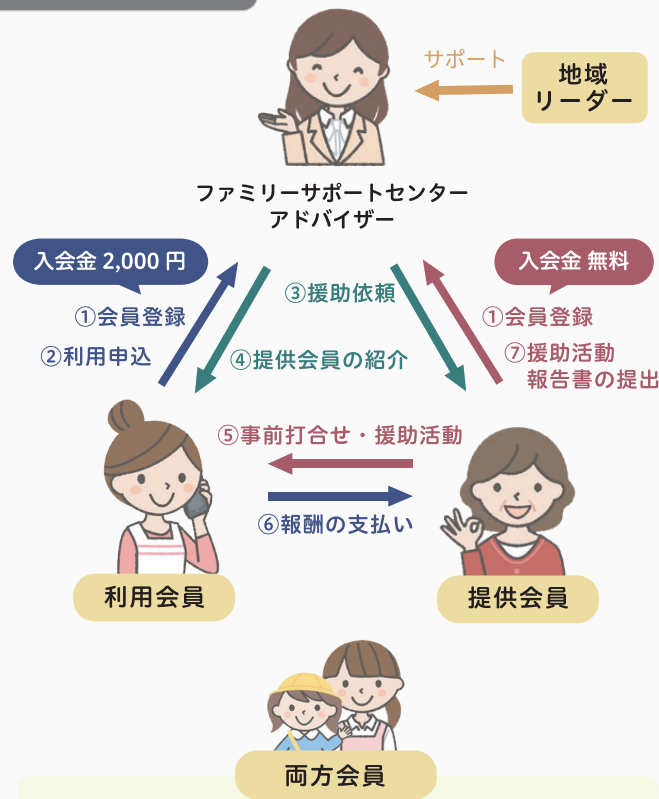 サポート
地域
リーダー
ファミリーサポートセンター
アドバイザー
入会金 2,000 円
①会員登録
②利用申込
③援助依頼
④提供会員の紹介
入会金 無料
①会員登録
⑦援助活動
報告書の提出
⑤事前打合せ・援助活動
⑥報酬の支払い
利用会員
提供会員
両方会員